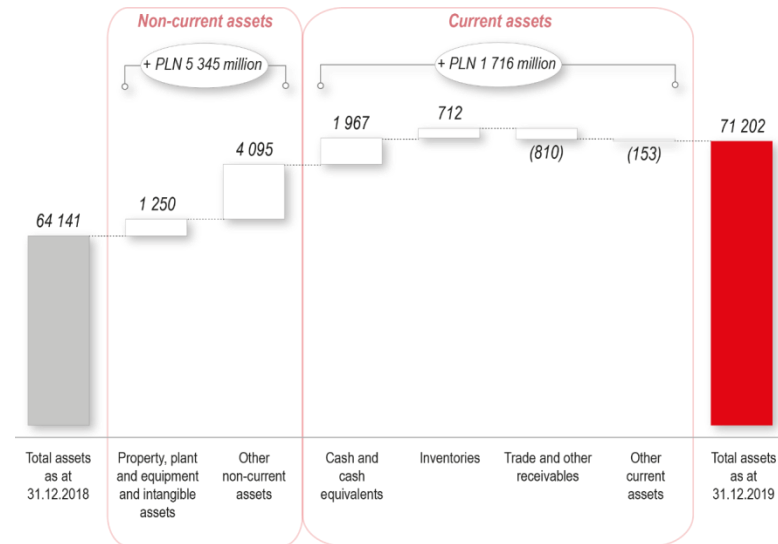 Non-current assets
Current assets
+ PLN 5 345 million
+ PLN 1 716 million
64 141
1 250
4 095
1 967
712
(810)
(153)
71 202
Total assets
as at
31.12.2018
Property, plant
and equipment
and intangible
assets
Other
non-current
assets
Cash and
cash
equivalents
Inventories
Trade and other
receivables
Other
current
assets
Total assets
as at
31.12.2019